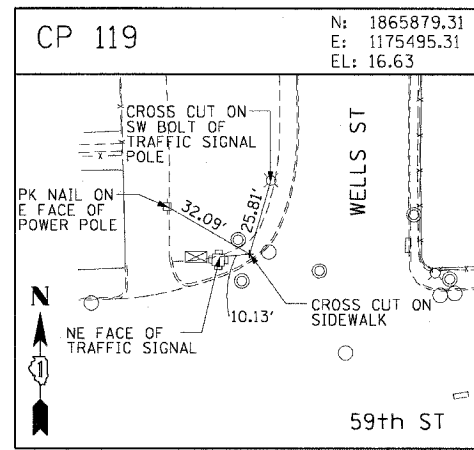 CP 119
N: 1865879.31
E: 1175495.31
EL: 16.63
CROSS CUT ON
SW BOLT OF
TRAFFIC SIGNAL
POLE
WELLS ST
PK NAIL ON
E FACE OF
POWER POLE
32.09'
25.81'
N
1
NE FACE OF
TRAFFIC SIGNAL
10.13'
CROSS CUT ON
SIDEWALK
59th ST